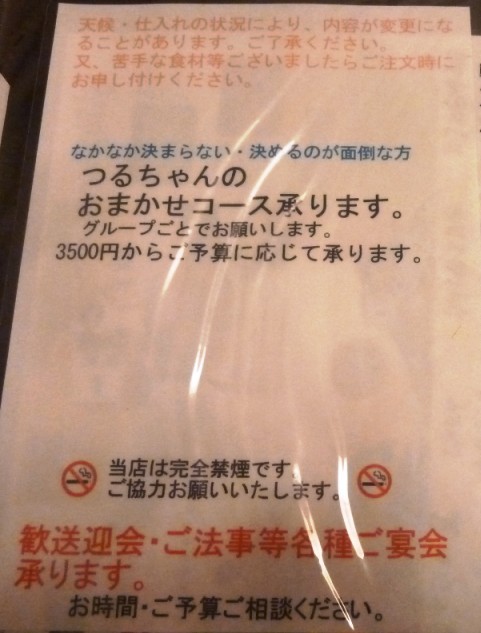 天候・仕入れの状況により、内容が変更にな
ることがあります。ご了承ください。
又、苦手な食材等ございましたらご注文時に
お申し付けください。
なかなか決まらない・決めるのが面倒な方
つるちゃんの
おまかせコース承ります。
グループごとでお願いします。
3500円からご予算に応じて承ります。
当店は完全禁煙です
ご協力お願いいたします。
歓送迎会・ご法事等各種ご宴会
承ります。
お時間・ご予算ご相談ください。